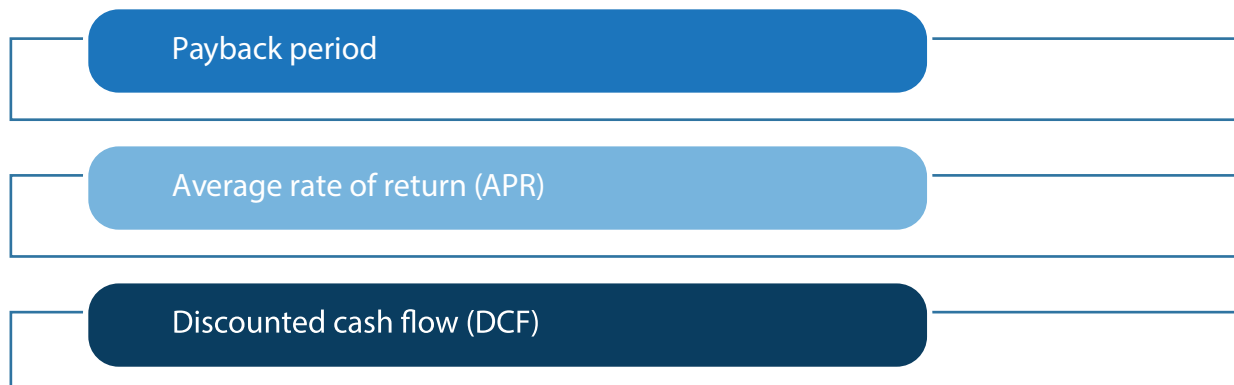 Payback period
Average rate of return (APR)
Discounted cash flow (DCF)